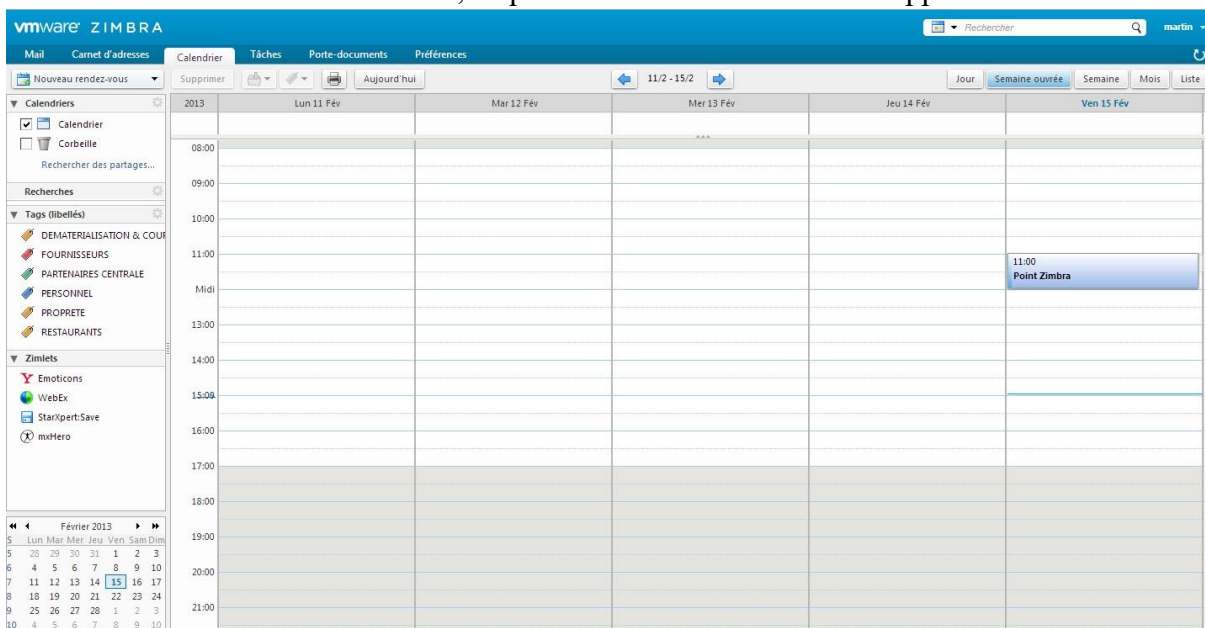 vmware ZIMBRA
Rechercher
martin
Mail Carnet d'adresses Calendrier Tâches Porte-documents Préférences
Nouveau rendez-vous Supprimer Aujourd'hui 11/2 - 15/2 Jour Semaine ouvrée Semaine Mois Liste
Calendriers
Calendrier
Corbeille
Rechercher des partages...
Recherches
Tags (libellés)
DEMATERIALISATION & COUR
FOURNISSEURS
PARTENAIRES CENTRALE
PERSONNEL
PROPRETE
RESTAURANTS
Zimlets
Emoticons
WebEx
StarXpert:Save
mxHero
Février 2013
S Lun Mar Mer Jeu Ven Sam Dim
5 28 29 30 31 1 2 3
6 4 5 6 7 8 9 10
7 11 12 13 14 15 16 17
8 18 19 20 21 22 23 24
9 25 26 27 28 1 2 3
10 4 5 6 7 8 9 10
2013 Lun 11 Fév Mar 12 Fév Mer 13 Fév Jeu 14 Fév Ven 15 Fév
08:00
09:00
10:00
11:00
11:00
Point Zimbra
Midi
13:00
14:00
15:00
16:00
17:00
18:00
19:00
20:00
21:00